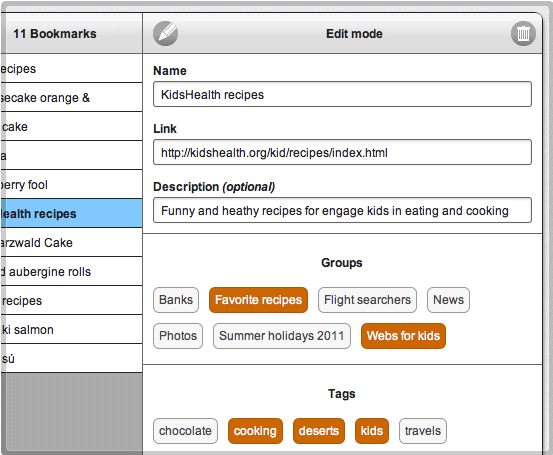 11 Bookmarks
Edit mode
ecipes
secake orange &
cake
a
berry fool
ealth recipes
arzwald Cake
d aubergine rolls
recipes
ki salmon
sú
Name
KidsHealth recipes
Link
http://kidshealth.org/kid/recipes/index.html
Description (optional)
Funny and heathy recipes for engage kids in eating and cooking
Groups
Banks Favorite recipes Flight searchers News
Photos Summer holidays 2011 Webs for kids
Tags
chocolate cooking deserts kids travels